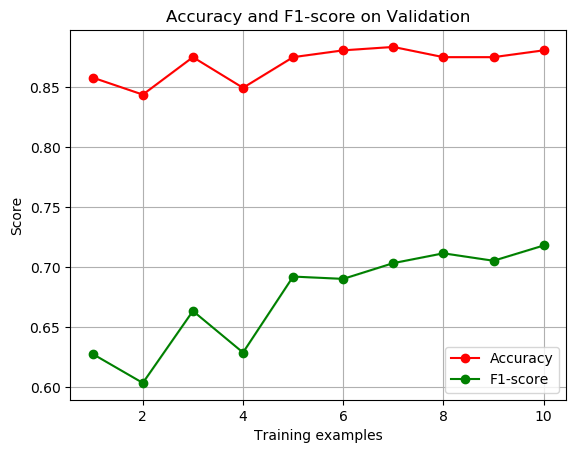 Accuracy and F1-score on Validation
0.85
0.80
0.75
0.70
0.65
0.60
Score
2 4 6 8 10
Training examples
Accuracy
F1-score